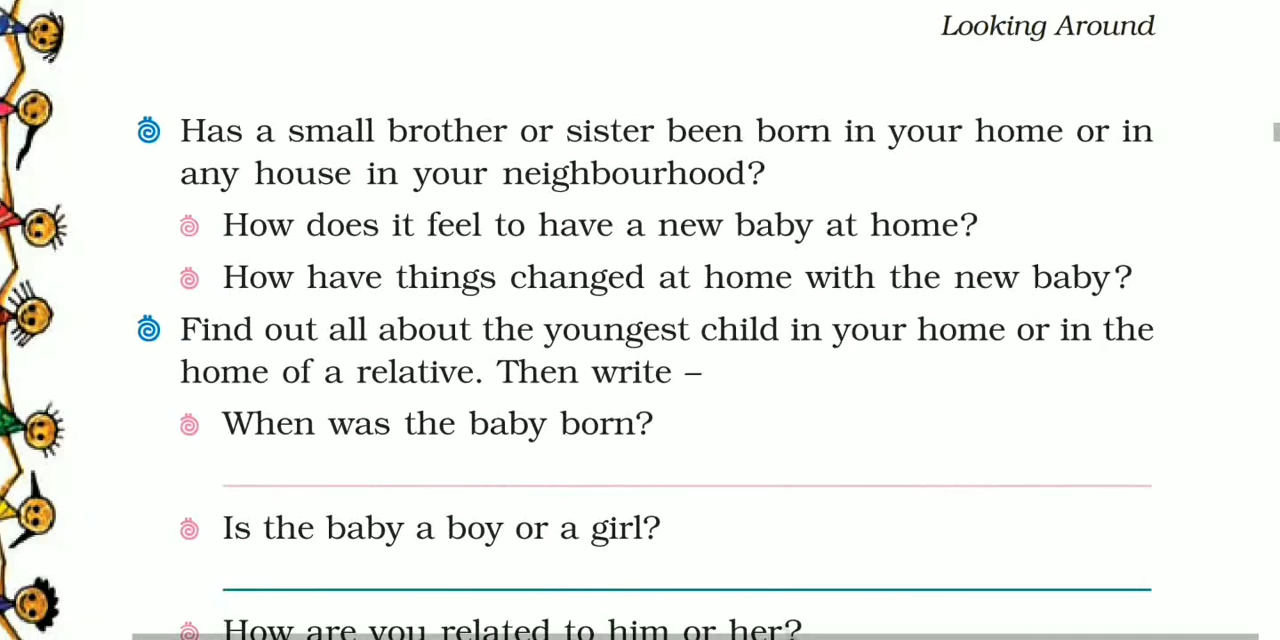 Looking Around
Has a small brother or sister been born in your home or in
any house in your neighbourhood?
How does it feel to have a new baby at home?
How have things changed at home with the new baby?
Find out all about the youngest child in your home or in the
home of a relative. Then write –
When was the baby born?
Is the baby a boy or a girl?
How are you related to him or her?